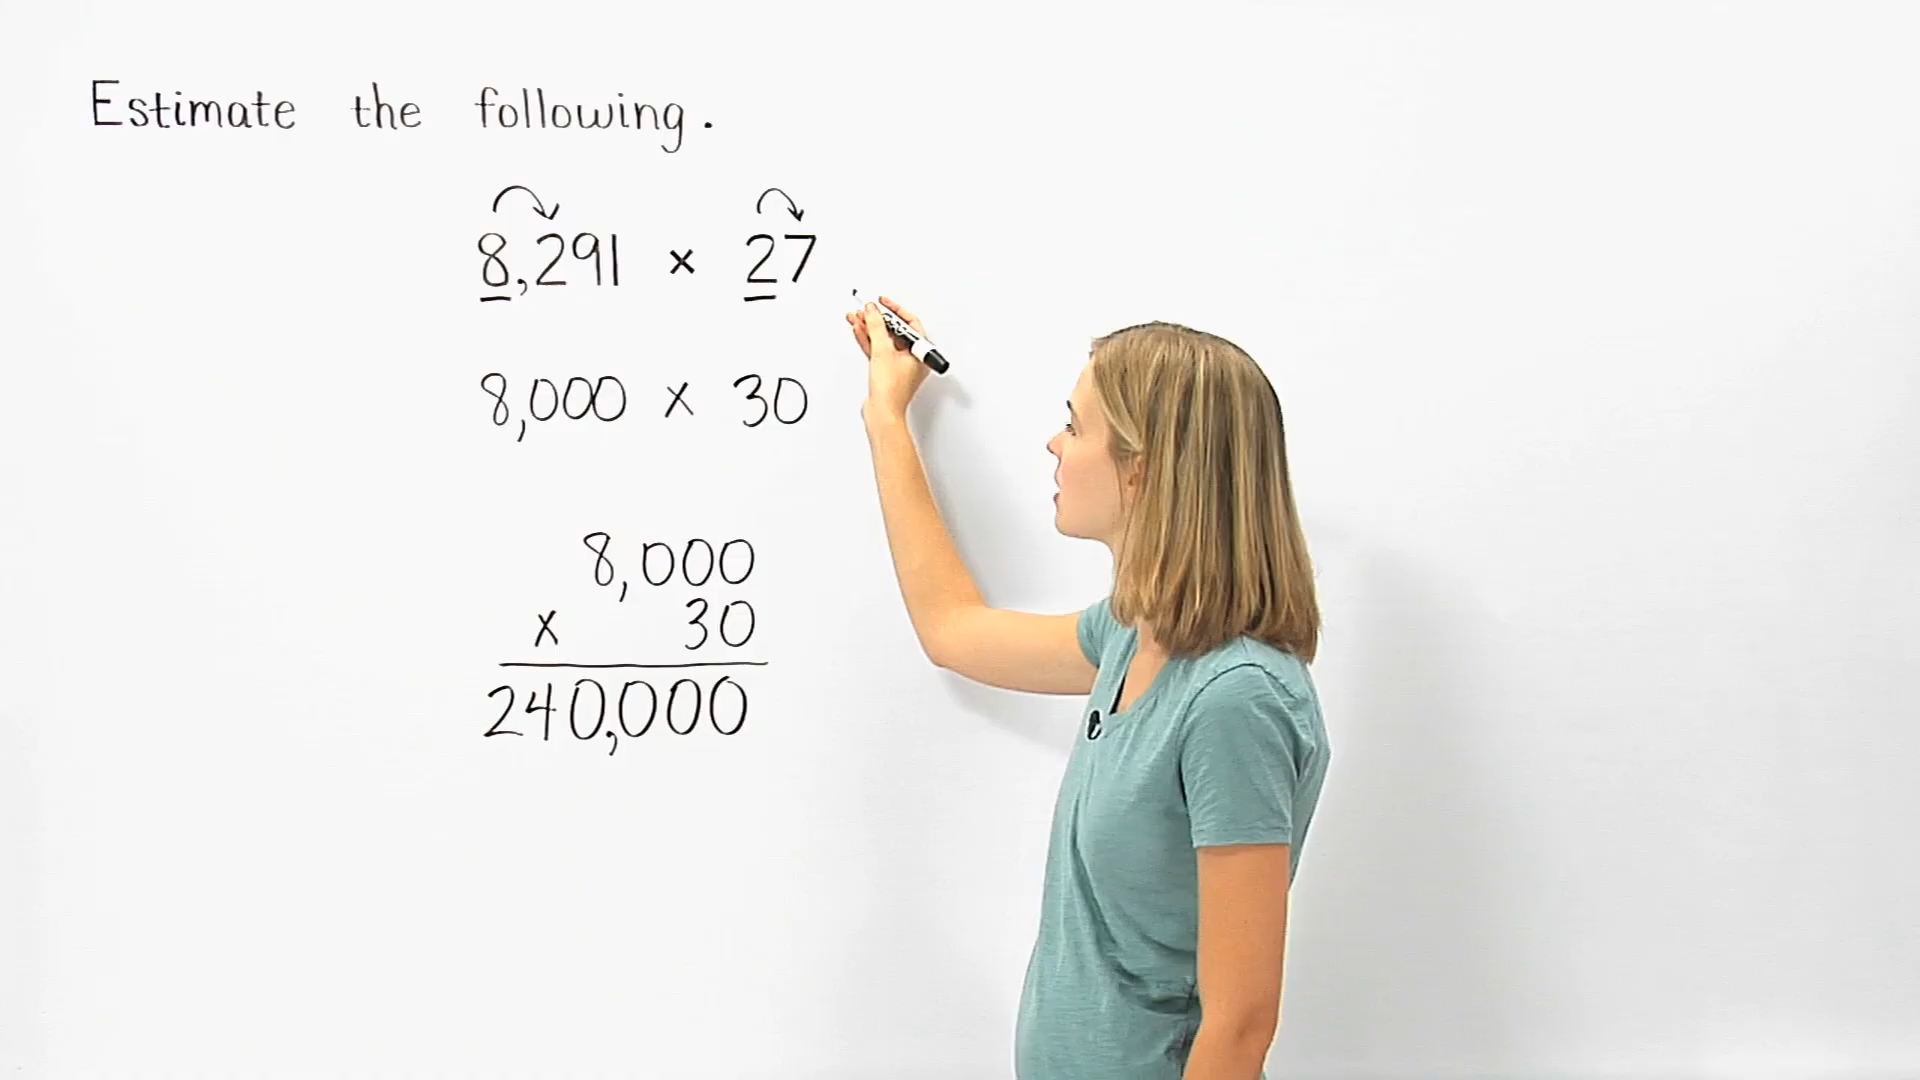 Estimate the following.
8,291 × 27
8,000 × 30
8,000
× 30
240,000